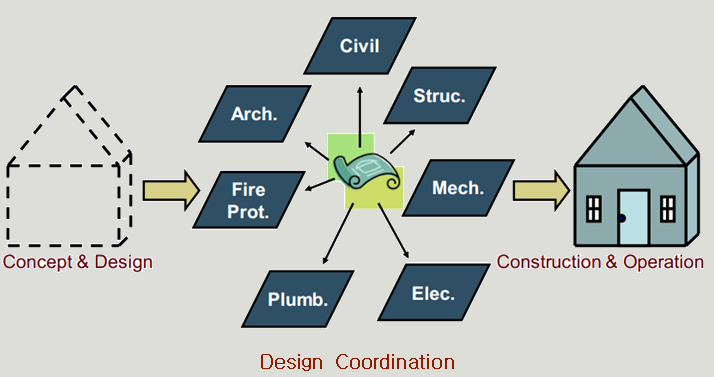 Civil
Struc.
Arch.
Fire
Prot.
Mech.
Plumb.
Elec.
Concept & Design
Construction & Operation
Design Coordination